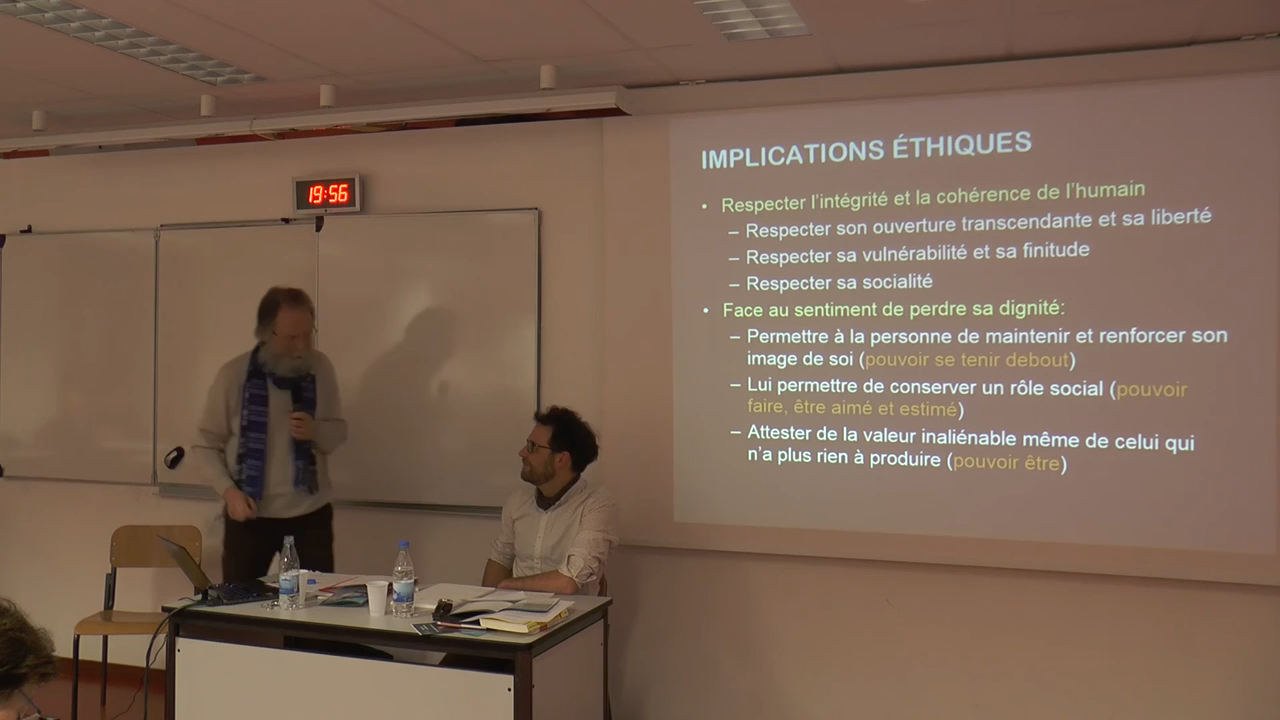 19:56
IMPLICATIONS ÉTHIQUES
• Respecter l'intégrité et la cohérence de l'humain
– Respecter son ouverture transcendante et sa liberté
– Respecter sa vulnérabilité et sa finitude
– Respecter sa socialité
• Face au sentiment de perdre sa dignité:
– Permettre à la personne de maintenir et renforcer son
image de soi (pouvoir se tenir debout)
– Lui permettre de conserver un rôle social (pouvoir
faire, être aimé et estimé)
– Attester de la valeur inaliénable même de celui qui
n'a plus rien à produire (pouvoir être)